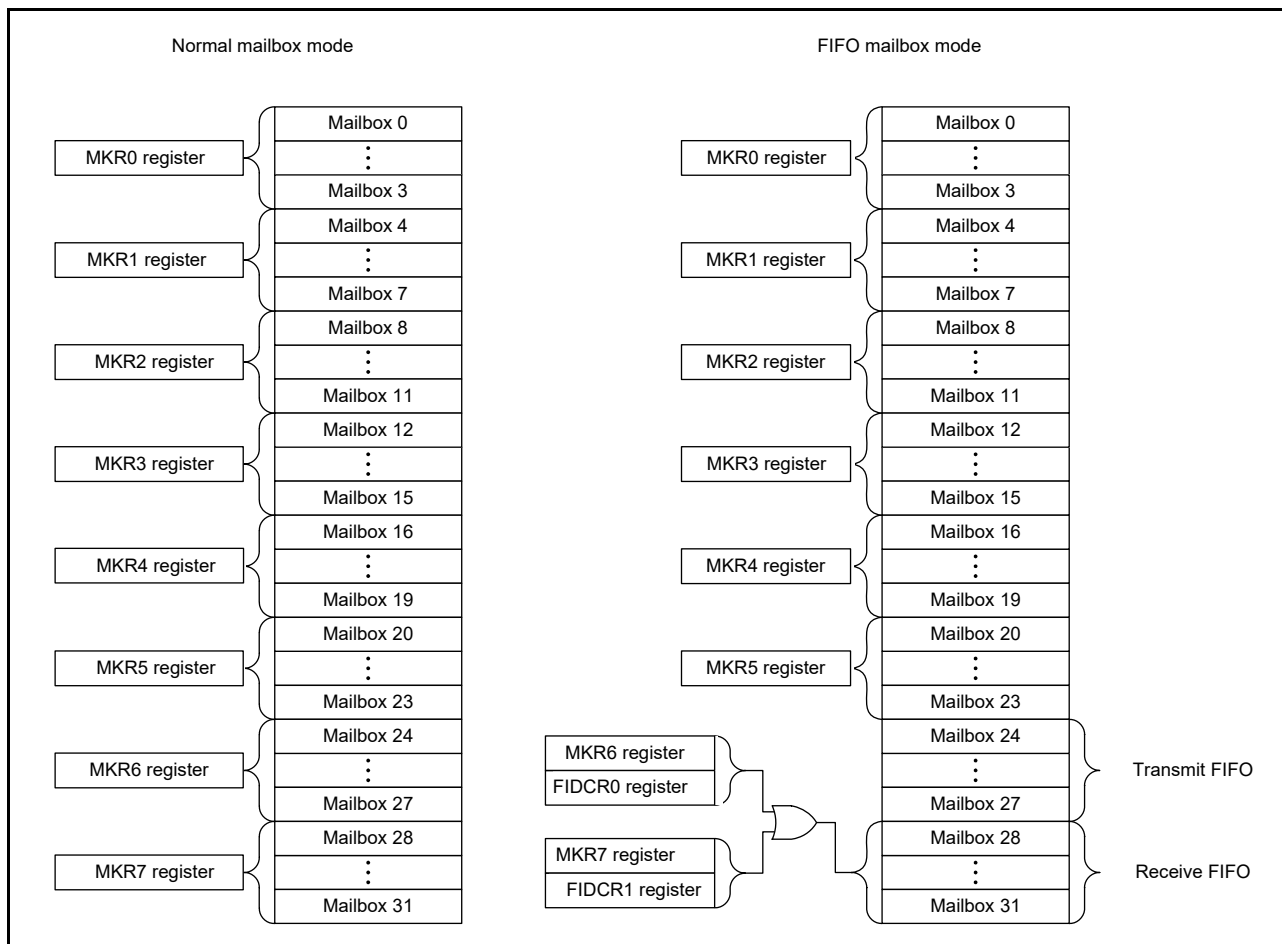 Normal mailbox mode
MKR0 register
Mailbox 0
Mailbox 3
MKR1 register
Mailbox 4
Mailbox 7
MKR2 register
Mailbox 8
Mailbox 11
MKR3 register
Mailbox 12
Mailbox 15
MKR4 register
Mailbox 16
Mailbox 19
MKR5 register
Mailbox 20
Mailbox 23
MKR6 register
Mailbox 24
Mailbox 27
MKR7 register
Mailbox 28
Mailbox 31
FIFO mailbox mode
MKR0 register
Mailbox 0
Mailbox 3
MKR1 register
Mailbox 4
Mailbox 7
MKR2 register
Mailbox 8
Mailbox 11
MKR3 register
Mailbox 12
Mailbox 15
MKR4 register
Mailbox 16
Mailbox 19
MKR5 register
Mailbox 20
Mailbox 23
MKR6 register
FIDCR0 register
Mailbox 24
Mailbox 27
Transmit FIFO
MKR7 register
FIDCR1 register
Mailbox 28
Mailbox 31
Receive FIFO